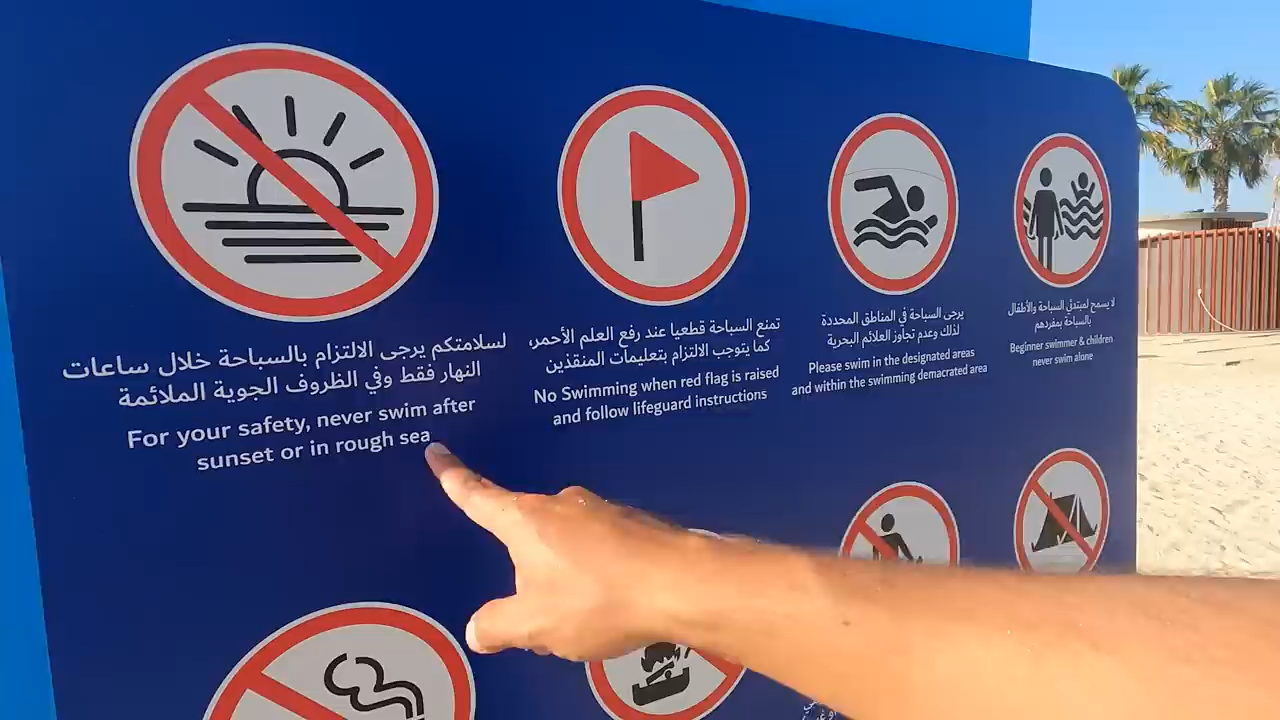 لسلامتكم يرجى الالتزام بالسباحة خلال ساعات
النهار فقط وفي الظروف الجوية الملائمة
For your safety, never swim after
sunset or in rough sea
تمنع السباحة قطعيا عند رفع العلم الأحمر،
كما يتوجب الالتزام بتعليمات المنقذين
No Swimming when red flag is raised
and follow lifeguard instructions
يرجى السباحة في المناطق المحددة
لذلك وعدم تجاوز العلائم البحرية
Please swim in the designated areas
and within the swimming demacrated area
لا يسمح لمبتدئي السباحة والأطفال
بالسباحة بمفردهم
Beginner swimmer & children
never swim alone